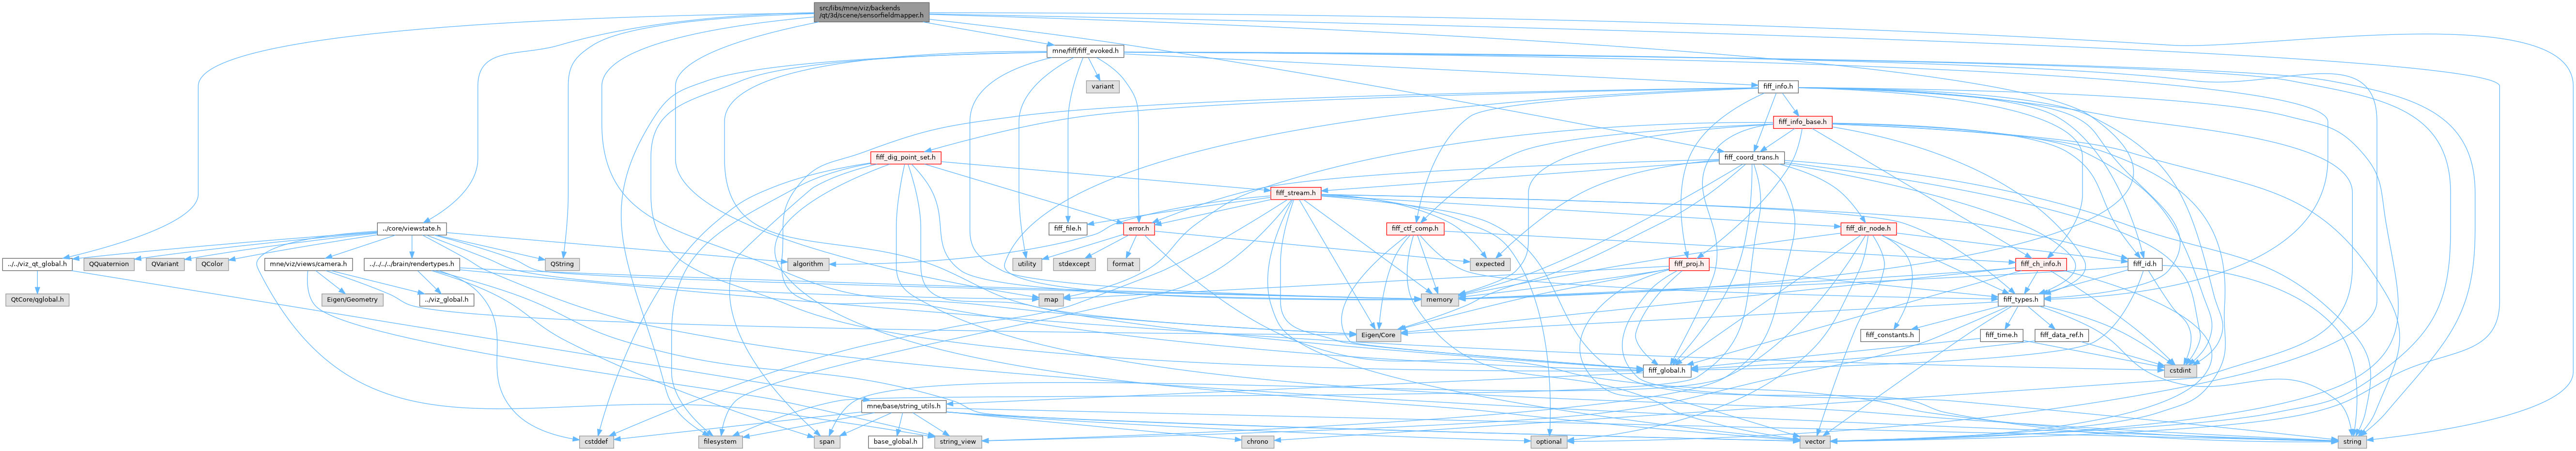 src/libs/mne/viz/backends
/qt/3d/scene/sensorfieldmapper.h
mne/fiff/fiff_evoked.h
variant
fiff_info.h
fiff_info_base.h
fiff_dig_point_set.h
fiff_coord_trans.h
fiff_stream.h
../core/viewstate.h
fiff_file.h
error.h
fiff_ctf_comp.h
fiff_dir_node.h
../../viz_qt_global.h
QQuaternion
QVariant
QColor
mne/viz/views/camera.h
../../../../brain/rendertypes.h
QString
algorithm
utility
stdexcept
format
expected
fiff_proj.h
fiff_ch_info.h
fiff_id.h
QtCore/qglobal.h
Eigen/Geometry
../viz_global.h
map
memory
fiff_types.h
Eigen/Core
fiff_constants.h
fiff_time.h
fiff_data_ref.h
fiff_global.h
cstdint
mne/base/string_utils.h
cstddef
filesystem
span
base_global.h
string_view
chrono
optional
vector
string